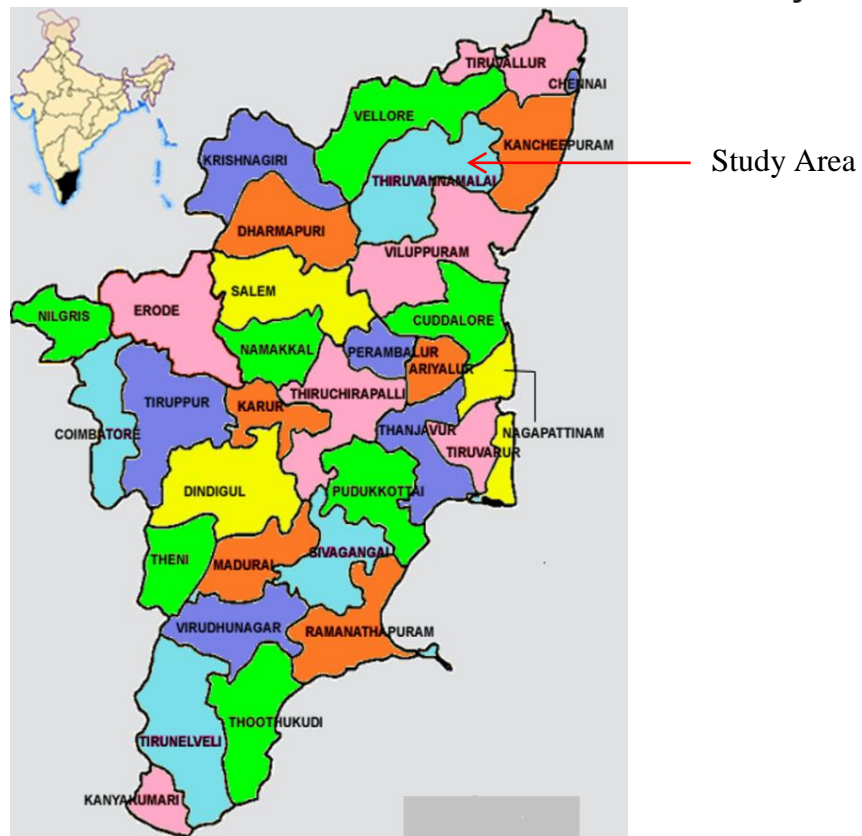 TIRUVALLUR
CHENNAI
VELLORE
KANCHEEPURAM
KRISHNAGIRI
Study Area
THIRUVANNAMALAI
DHARMAPURI
VILUPPURAM
SALEM
ERODE
NILGRIS
CUDDALORE
NAMAKKAL
PERAMBALUR
ARIYALUR
THIRUCHIRAPALLI
TIRUPPUR
KARUR
COIMBATORE
THANJAVUR
NAGAPATTINAM
TIRUVARUR
DINDIGUL
PUDUKKOTTAI
SIVAGANGAI
THENI
MADURAI
VIRUDHUNAGAR
RAMANATHAPURAM
THOOTHUKUDI
TIRUNELVELI
KANYAKUMARI